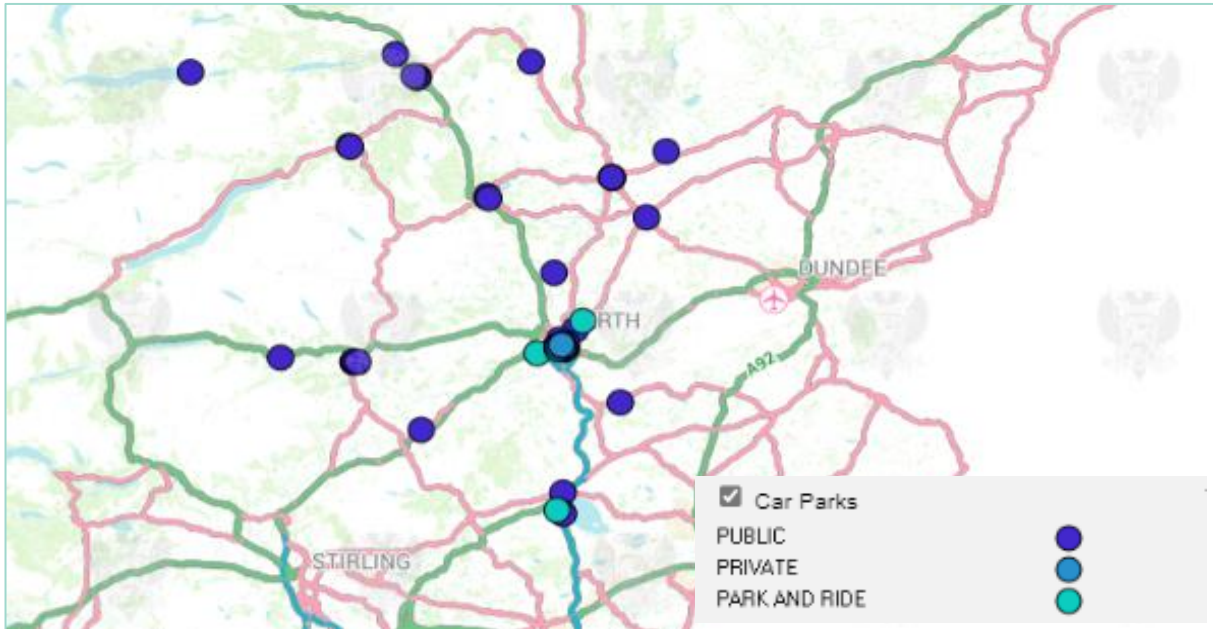 DUNDEE
RTH
A92
STIRLING
Car Parks
PUBLIC
PRIVATE
PARK AND RIDE